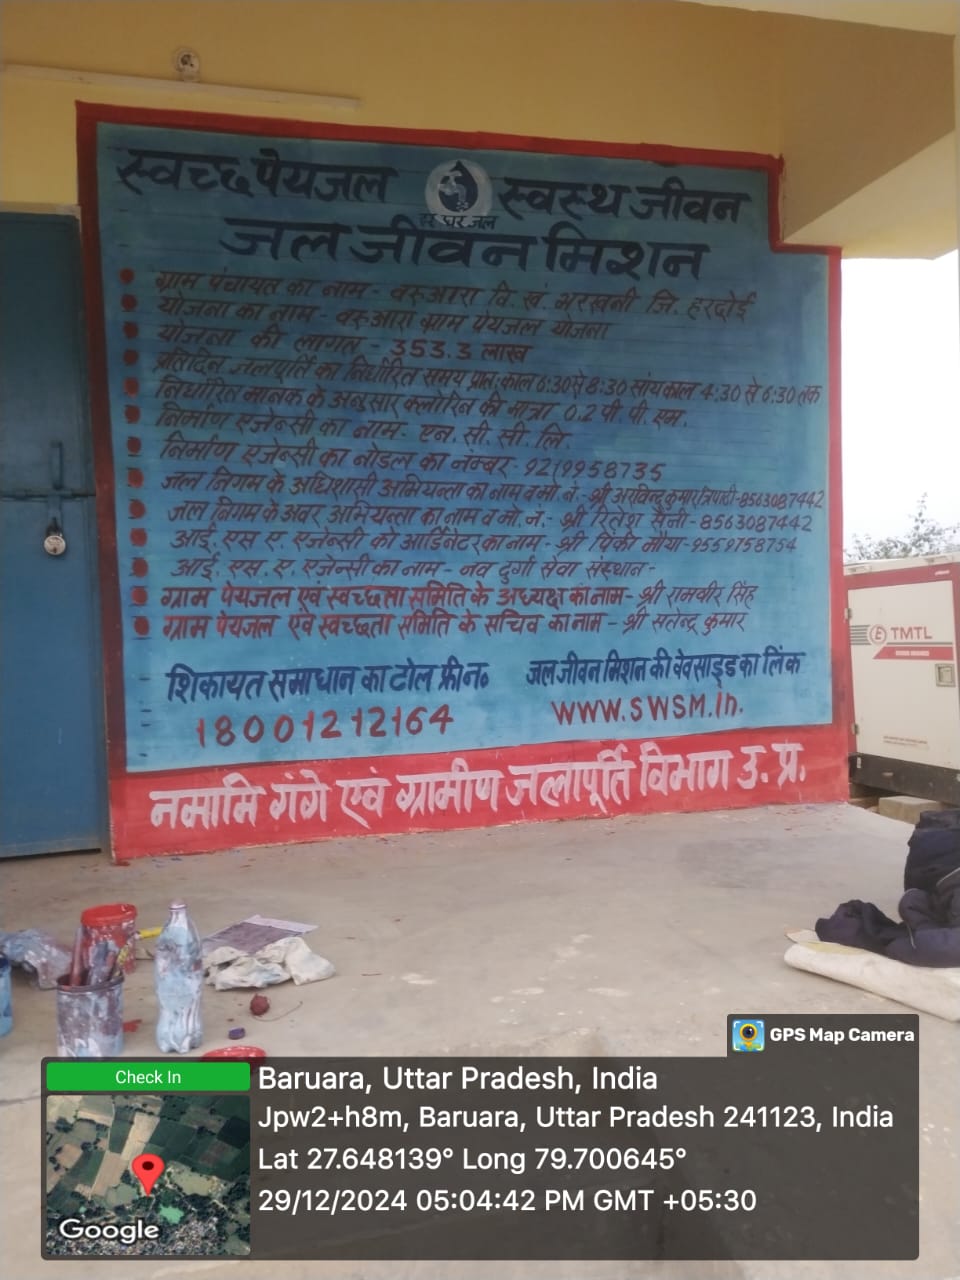 स्वच्छ पेयजल स्वस्थ जीवन
हर घर जल
जल जीवन मिशन
ग्राम पंचायत का नाम - बरुआरा वि. खं. भरखनी जि. हरदोई
योजना का नाम - बरुआरा ग्राम पेयजल योजना
योजना की लागत - 353.3 लाख
प्रतिदिन जलपूर्ति का निर्धारित समय प्रातः काल 6:30 से 8:30 सांयकाल 4:30 से 6:30 तक
निर्धारित मानक के अनुसार क्लोरिन की मात्रा 0.2 पी. पी. एम.
निर्माण एजेन्सी का नाम - एन. सी. सी. लि.
निर्माण एजेन्सी का नोडल का नम्बर - 9219958735
जल निगम के अधिशासी अभियन्ता का नाम व मो. नं. - श्री अरविन्द कुमार त्रिपाठी - 8563087442
जल निगम के अवर अभियन्ता का नाम व मो. नं. - श्री रितेश सैनी - 8563087442
आई. एस. ए. एजेन्सी को आर्डिनेटर का नाम - श्री पिंकी मौर्या - 9559758754
आई. एस. ए. एजेन्सी का नाम - नव दुर्गा सेवा संस्थान -
ग्राम पेयजल एवं स्वच्छता समिति के अध्यक्ष का नाम - श्री रामवीर सिंह
ग्राम पेयजल एवं स्वच्छता समिति के सचिव का नाम - श्री सतेन्द्र कुमार
शिकायत समाधान का टोल फ्री न॰ जल जीवन मिशन की वेबसाइड का लिंक
18001212164 www.swsm.in.
नमामि गंगे एवं ग्रामीण जलापूर्ति विभाग उ. प्र.
TMTL
GPS Map Camera
Check In
Baruara, Uttar Pradesh, India
Jpw2+h8m, Baruara, Uttar Pradesh 241123, India
Lat 27.648139° Long 79.700645°
29/12/2024 05:04:42 PM GMT +05:30
Google